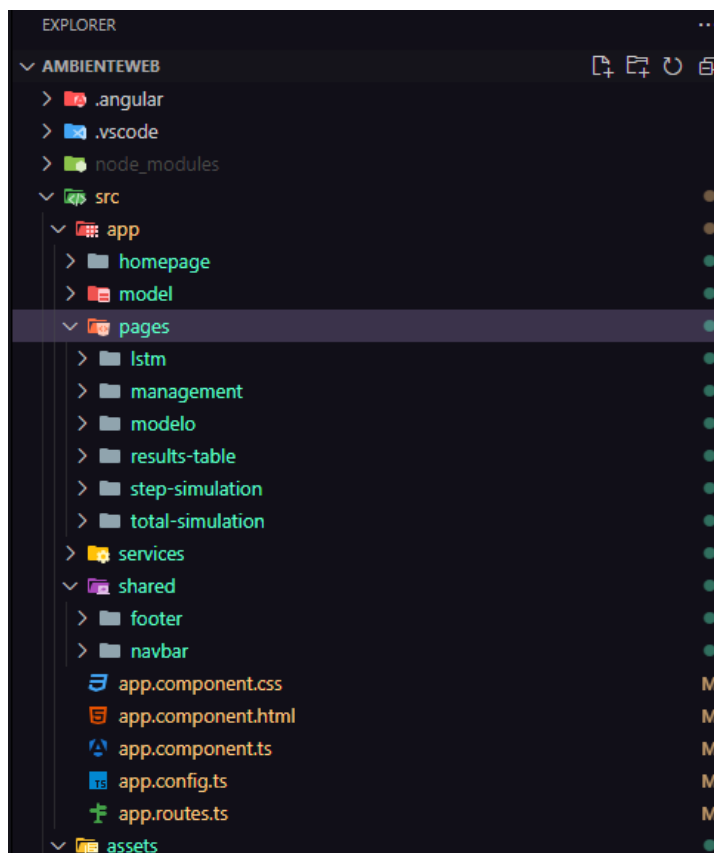 EXPLORER
AMBIENTEWEB
.angular
.vscode
node_modules
src
app
homepage
model
pages
lstm
management
modelo
results-table
step-simulation
total-simulation
services
shared
footer
navbar
app.component.css
M
app.component.html
M
app.component.ts
M
TS
app.config.ts
M
app.routes.ts
M
assets